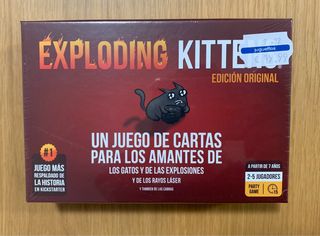 EXPLODING KITTENS
juguettos
EDICIÓN ORIGINAL
UN JUEGO DE CARTAS
PARA LOS AMANTES DE
LOS GATOS Y DE LAS EXPLOSIONES
Y DE LOS RAYOS LÁSER
Y TAMBIÉN DE LAS CABRAS
#1
JUEGO MÁS
RESPALDADO DE
LA HISTORIA
EN KICKSTARTER
A PARTIR DE 7 AÑOS
2-5 JUGADORES
PARTY
GAME
15